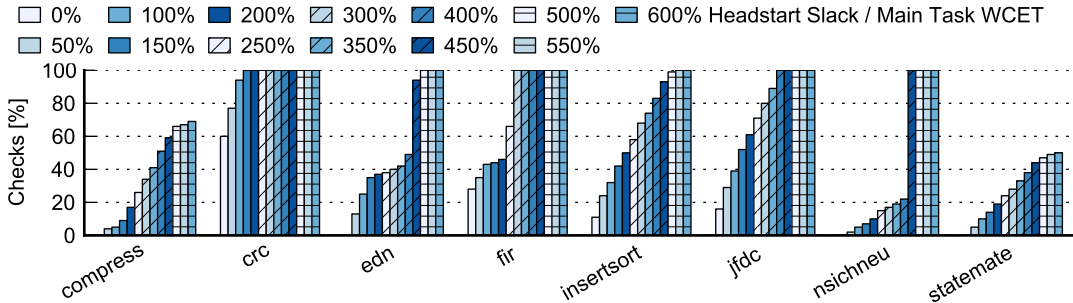 0% 100% 200% 300% 400% 500% 600% Headstart Slack / Main Task WCET
50% 150% 250% 350% 450% 550%
Checks [%]
100
80
60
40
20
0
compress crc edn fir insertsort jfdc nsichneu statemate